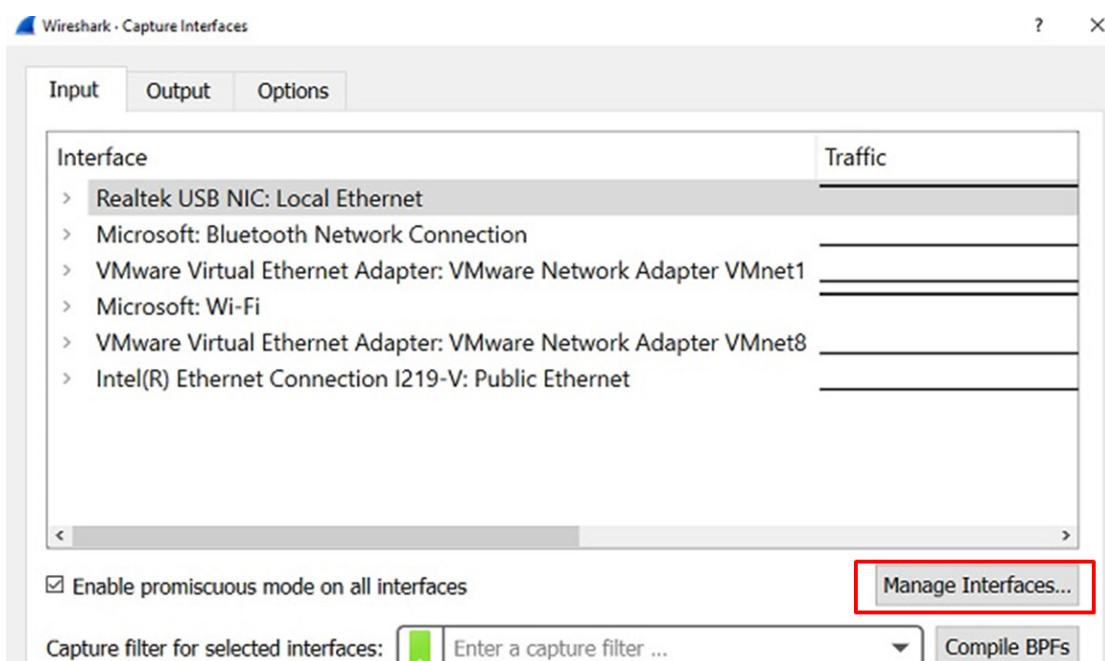 Wireshark · Capture Interfaces
?
Input Output Options
Interface Traffic
Realtek USB NIC: Local Ethernet
Microsoft: Bluetooth Network Connection
VMware Virtual Ethernet Adapter: VMware Network Adapter VMnet1
Microsoft: Wi-Fi
VMware Virtual Ethernet Adapter: VMware Network Adapter VMnet8
Intel(R) Ethernet Connection I219-V: Public Ethernet
Enable promiscuous mode on all interfaces Manage Interfaces...
Capture filter for selected interfaces: Enter a capture filter ... Compile BPFs